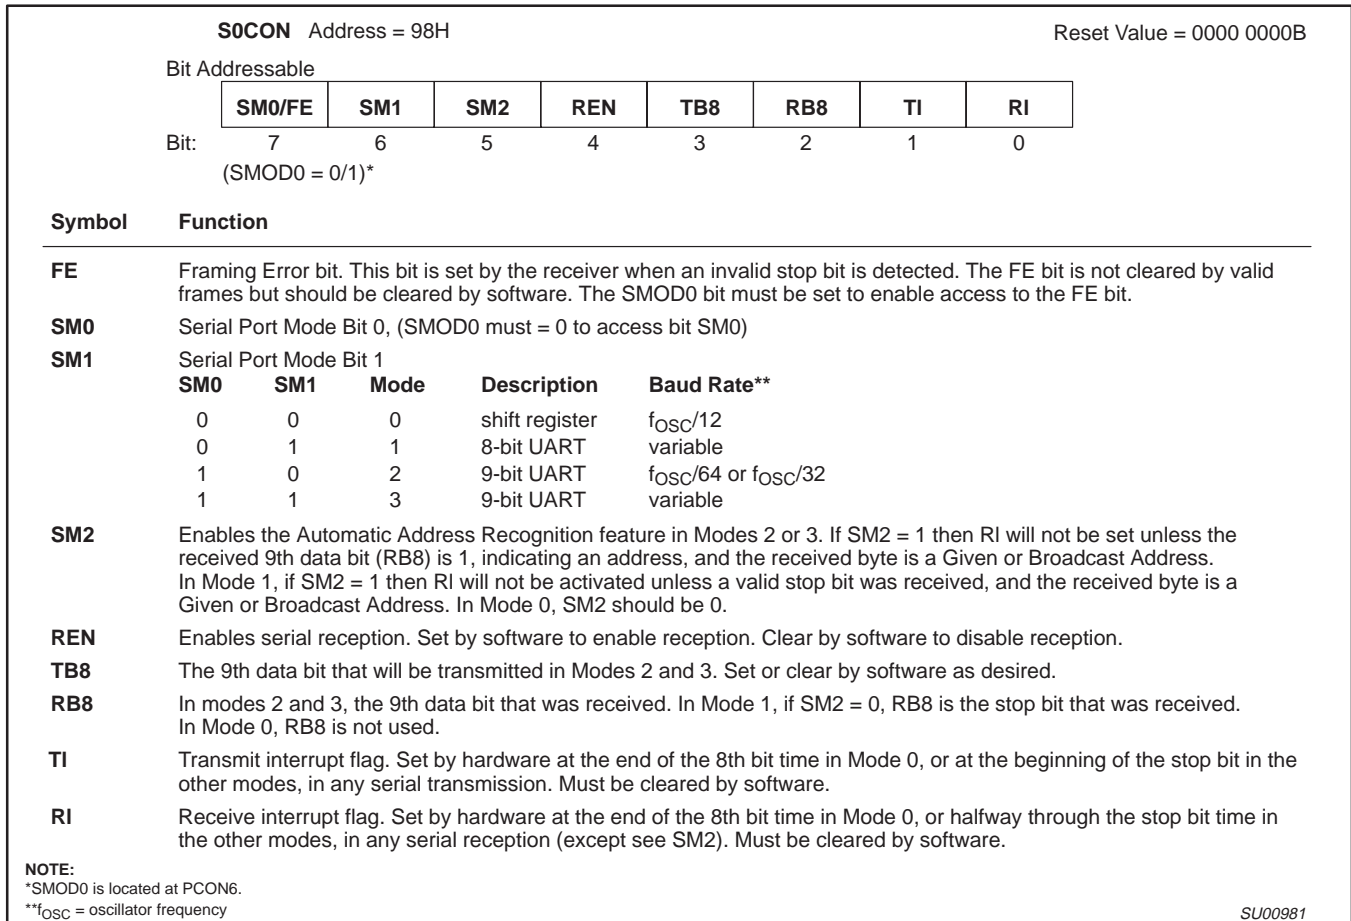 S0CON Address = 98H Reset Value = 0000 0000B
Bit Addressable
SM0/FE SM1 SM2 REN TB8 RB8 TI RI
Bit: 7 6 5 4 3 2 1 0
(SMOD0 = 0/1)*
Symbol Function
FE Framing Error bit. This bit is set by the receiver when an invalid stop bit is detected. The FE bit is not cleared by valid
frames but should be cleared by software. The SMOD0 bit must be set to enable access to the FE bit.
SM0 Serial Port Mode Bit 0, (SMOD0 must = 0 to access bit SM0)
SM1 Serial Port Mode Bit 1
SM0 SM1 Mode Description Baud Rate**
0 0 0 shift register fOSC/12
0 1 1 8-bit UART variable
1 0 2 9-bit UART fOSC/64 or fOSC/32
1 1 3 9-bit UART variable
SM2 Enables the Automatic Address Recognition feature in Modes 2 or 3. If SM2 = 1 then RI will not be set unless the
received 9th data bit (RB8) is 1, indicating an address, and the received byte is a Given or Broadcast Address.
In Mode 1, if SM2 = 1 then RI will not be activated unless a valid stop bit was received, and the received byte is a
Given or Broadcast Address. In Mode 0, SM2 should be 0.
REN Enables serial reception. Set by software to enable reception. Clear by software to disable reception.
TB8 The 9th data bit that will be transmitted in Modes 2 and 3. Set or clear by software as desired.
RB8 In modes 2 and 3, the 9th data bit that was received. In Mode 1, if SM2 = 0, RB8 is the stop bit that was received.
In Mode 0, RB8 is not used.
TI Transmit interrupt flag. Set by hardware at the end of the 8th bit time in Mode 0, or at the beginning of the stop bit in the
other modes, in any serial transmission. Must be cleared by software.
RI Receive interrupt flag. Set by hardware at the end of the 8th bit time in Mode 0, or halfway through the stop bit time in
the other modes, in any serial reception (except see SM2). Must be cleared by software.
NOTE:
*SMOD0 is located at PCON6.
**fOSC = oscillator frequency SU00981